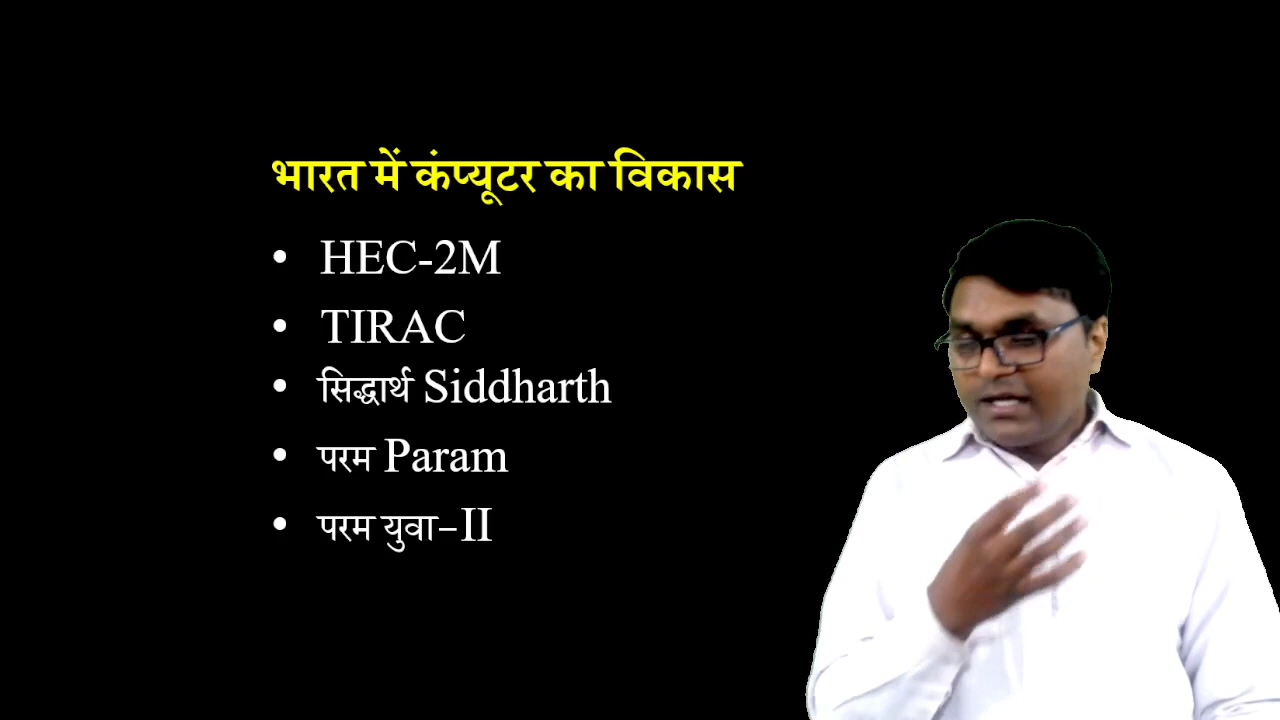 भारत में कंप्यूटर का विकास
• HEC-2M
• TIRAC
• सिद्धार्थ Siddharth
• परम Param
• परम युवा–II